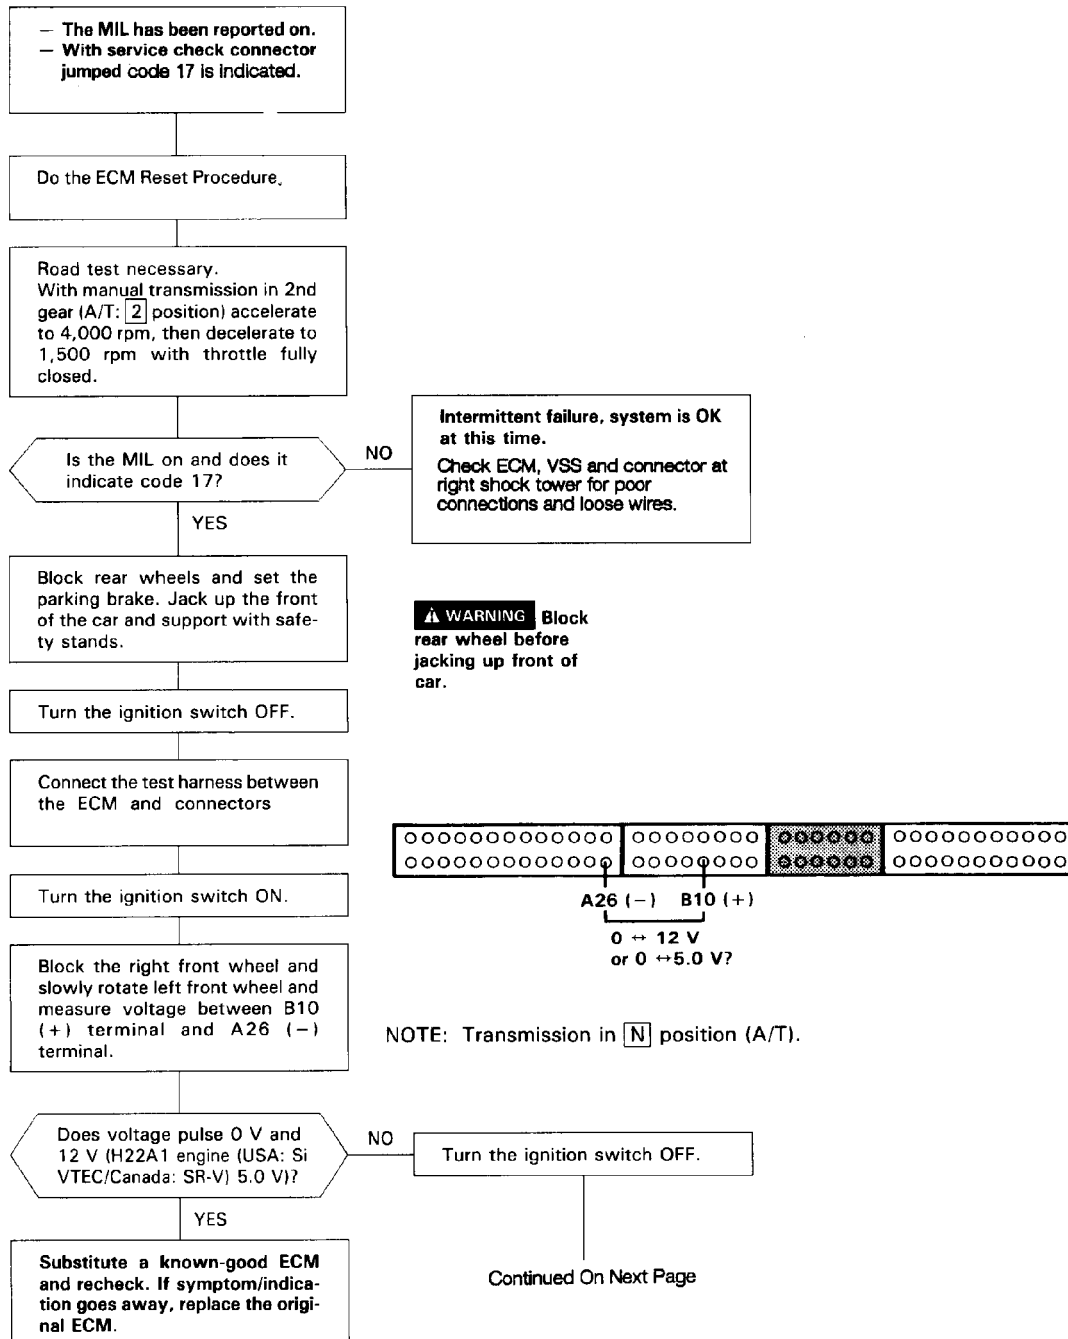 — The MIL has been reported on.
— With service check connector
jumped code 17 is indicated.
Do the ECM Reset Procedure.
Road test necessary.
With manual transmission in 2nd
gear (A/T: 2 position) accelerate
to 4,000 rpm, then decelerate to
1,500 rpm with throttle fully
closed.
Is the MIL on and does it
indicate code 17?
NO
Intermittent failure, system is OK
at this time.
Check ECM, VSS and connector at
right shock tower for poor
connections and loose wires.
YES
Block rear wheels and set the
parking brake. Jack up the front
of the car and support with safe-
ty stands.
WARNING Block
rear wheel before
jacking up front of
car.
Turn the ignition switch OFF.
Connect the test harness between
the ECM and connectors
Turn the ignition switch ON.
A26 (−) B10 (+)
0 ↔ 12 V
or 0 ↔5.0 V?
Block the right front wheel and
slowly rotate left front wheel and
measure voltage between B10
(+) terminal and A26 (−)
terminal.
NOTE: Transmission in N position (A/T).
Does voltage pulse 0 V and
12 V (H22A1 engine (USA: Si
VTEC/Canada: SR-V) 5.0 V)?
NO
Turn the ignition switch OFF.
YES
Substitute a known-good ECM
and recheck. If symptom/indica-
tion goes away, replace the origi-
nal ECM.
Continued On Next Page